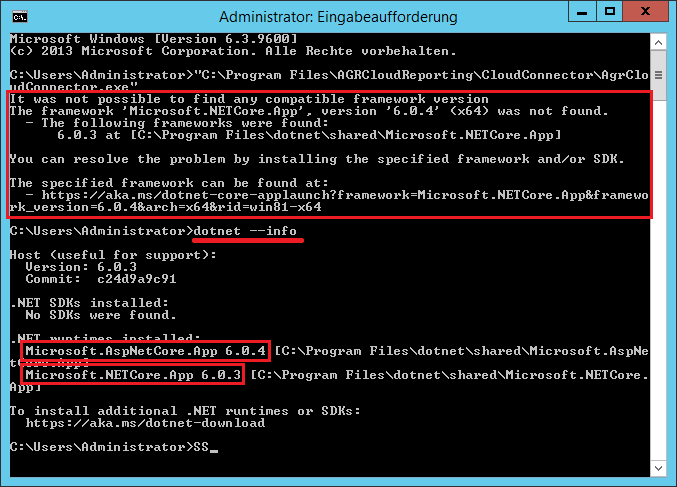 Administrator: Eingabeaufforderung
Microsoft Windows [Version 6.3.9600]
(c) 2013 Microsoft Corporation. Alle Rechte vorbehalten.
C:\Users\Administrator>"C:\Program Files\AGRCloudReporting\CloudConnector\AgrClo
udConnector.exe"
It was not possible to find any compatible framework version
The framework 'Microsoft.NETCore.App', version '6.0.4' (x64) was not found.
- The following frameworks were found:
6.0.3 at [C:\Program Files\dotnet\shared\Microsoft.NETCore.App]
You can resolve the problem by installing the specified framework and/or SDK.
The specified framework can be found at:
- https://aka.ms/dotnet-core-applaunch?framework=Microsoft.NETCore.App&framewo
rk_version=6.0.4&arch=x64&rid=win81-x64
C:\Users\Administrator>dotnet --info
Host (useful for support):
Version: 6.0.3
Commit: c24d9a9c91
.NET SDKs installed:
No SDKs were found.
.NET runtimes installed:
Microsoft.AspNetCore.App 6.0.4 [C:\Program Files\dotnet\shared\Microsoft.AspNe
tCore.App]
Microsoft.NETCore.App 6.0.3 [C:\Program Files\dotnet\shared\Microsoft.NETCore.
App]
To install additional .NET runtimes or SDKs:
https://aka.ms/dotnet-download
C:\Users\Administrator>SS_